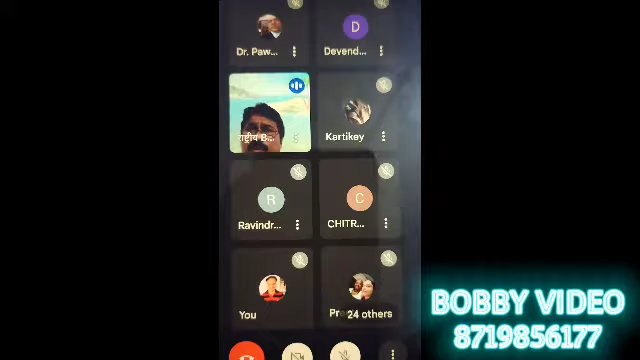 Dr. Paw...
D
Devend...
राष्ट्रीय B...
Kartikey
R
Ravindr...
C
CHITR...
You
24 others
BOBBY VIDEO
8719856177